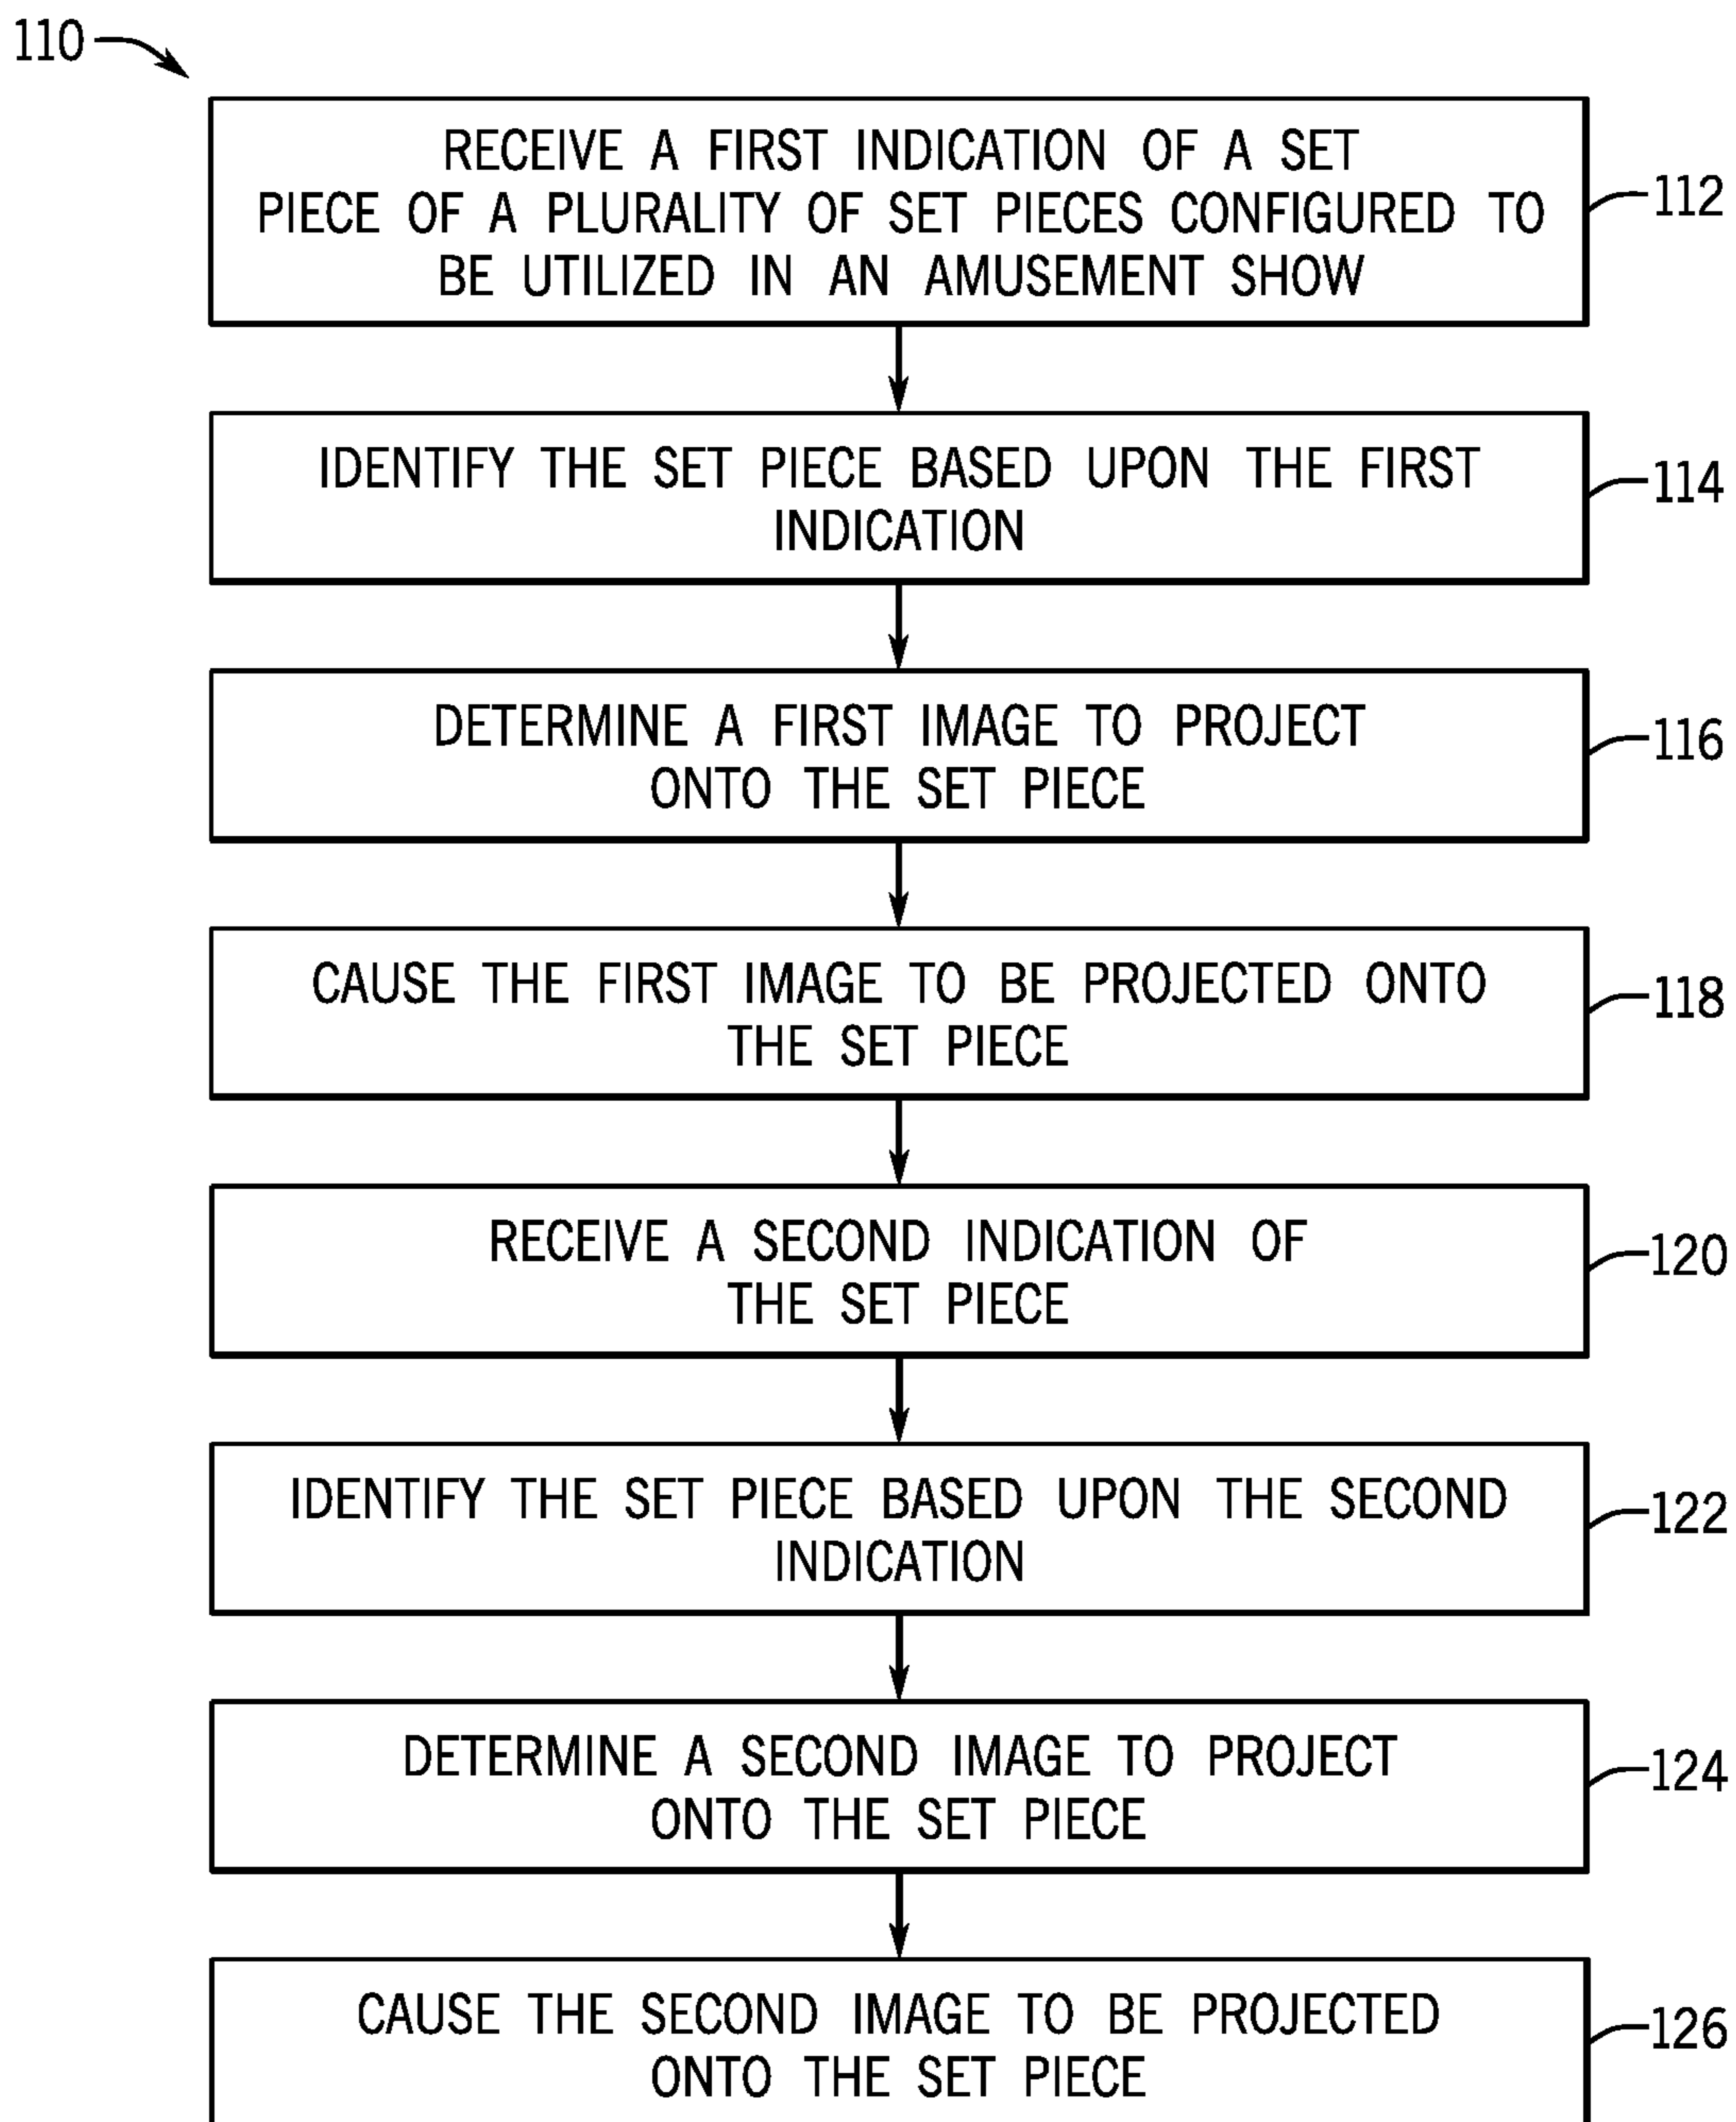 110
RECEIVE A FIRST INDICATION OF A SET
PIECE OF A PLURALITY OF SET PIECES CONFIGURED TO
BE UTILIZED IN AN AMUSEMENT SHOW
112
IDENTIFY THE SET PIECE BASED UPON THE FIRST
INDICATION
114
DETERMINE A FIRST IMAGE TO PROJECT
ONTO THE SET PIECE
116
CAUSE THE FIRST IMAGE TO BE PROJECTED ONTO
THE SET PIECE
118
RECEIVE A SECOND INDICATION OF
THE SET PIECE
120
IDENTIFY THE SET PIECE BASED UPON THE SECOND
INDICATION
122
DETERMINE A SECOND IMAGE TO PROJECT
ONTO THE SET PIECE
124
CAUSE THE SECOND IMAGE TO BE PROJECTED
ONTO THE SET PIECE
126